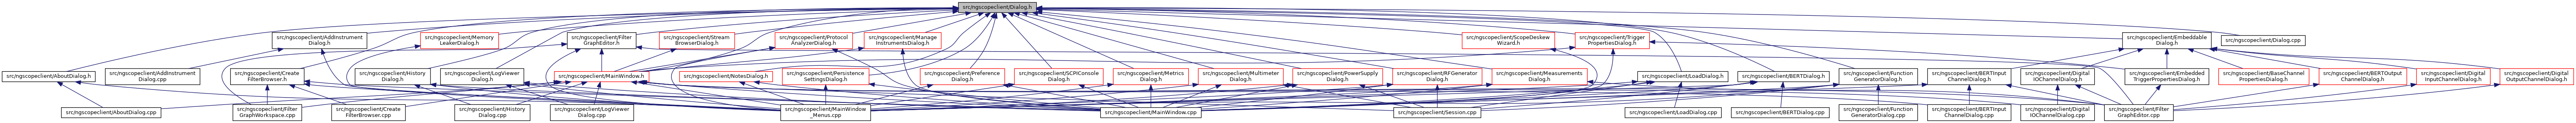 src/ngscopeclient/Dialog.h
src/ngscopeclient/AddInstrument
Dialog.h
src/ngscopeclient/Memory
LeakerDialog.h
src/ngscopeclient/Filter
GraphEditor.h
src/ngscopeclient/Stream
BrowserDialog.h
src/ngscopeclient/Protocol
AnalyzerDialog.h
src/ngscopeclient/Manage
InstrumentsDialog.h
src/ngscopeclient/ScopeDeskew
Wizard.h
src/ngscopeclient/Trigger
PropertiesDialog.h
src/ngscopeclient/Embeddable
Dialog.h
src/ngscopeclient/Dialog.cpp
src/ngscopeclient/AboutDialog.h
src/ngscopeclient/AddInstrument
Dialog.cpp
src/ngscopeclient/Create
FilterBrowser.h
src/ngscopeclient/History
Dialog.h
src/ngscopeclient/LogViewer
Dialog.h
src/ngscopeclient/MainWindow.h
src/ngscopeclient/NotesDialog.h
src/ngscopeclient/Persistence
SettingsDialog.h
src/ngscopeclient/Preference
Dialog.h
src/ngscopeclient/SCPIConsole
Dialog.h
src/ngscopeclient/Metrics
Dialog.h
src/ngscopeclient/Multimeter
Dialog.h
src/ngscopeclient/PowerSupply
Dialog.h
src/ngscopeclient/RFGenerator
Dialog.h
src/ngscopeclient/Measurements
Dialog.h
src/ngscopeclient/LoadDialog.h
src/ngscopeclient/BERTDialog.h
src/ngscopeclient/Function
GeneratorDialog.h
src/ngscopeclient/BERTInput
ChannelDialog.h
src/ngscopeclient/Digital
IOChannelDialog.h
src/ngscopeclient/Embedded
TriggerPropertiesDialog.h
src/ngscopeclient/BaseChannel
PropertiesDialog.h
src/ngscopeclient/BERTOutput
ChannelDialog.h
src/ngscopeclient/Digital
InputChannelDialog.h
src/ngscopeclient/Digital
OutputChannelDialog.h
src/ngscopeclient/AboutDialog.cpp
src/ngscopeclient/Filter
GraphWorkspace.cpp
src/ngscopeclient/Create
FilterBrowser.cpp
src/ngscopeclient/History
Dialog.cpp
src/ngscopeclient/LogViewer
Dialog.cpp
src/ngscopeclient/MainWindow
_Menus.cpp
src/ngscopeclient/MainWindow.cpp
src/ngscopeclient/Session.cpp
src/ngscopeclient/LoadDialog.cpp
src/ngscopeclient/BERTDialog.cpp
src/ngscopeclient/Function
GeneratorDialog.cpp
src/ngscopeclient/BERTInput
ChannelDialog.cpp
src/ngscopeclient/Digital
IOChannelDialog.cpp
src/ngscopeclient/Filter
GraphEditor.cpp